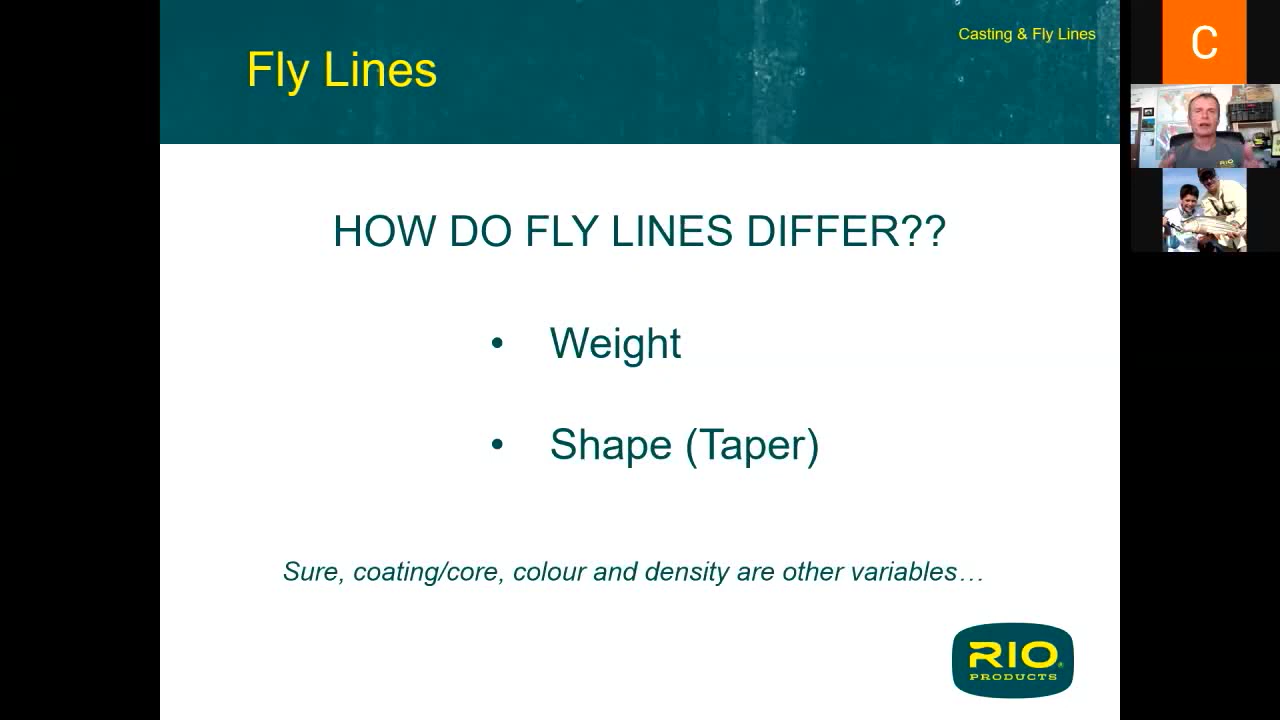 Casting & Fly Lines
Fly Lines
HOW DO FLY LINES DIFFER??
• Weight
• Shape (Taper)
Sure, coating/core, colour and density are other variables…
RIO®
PRODUCTS
C
RIO